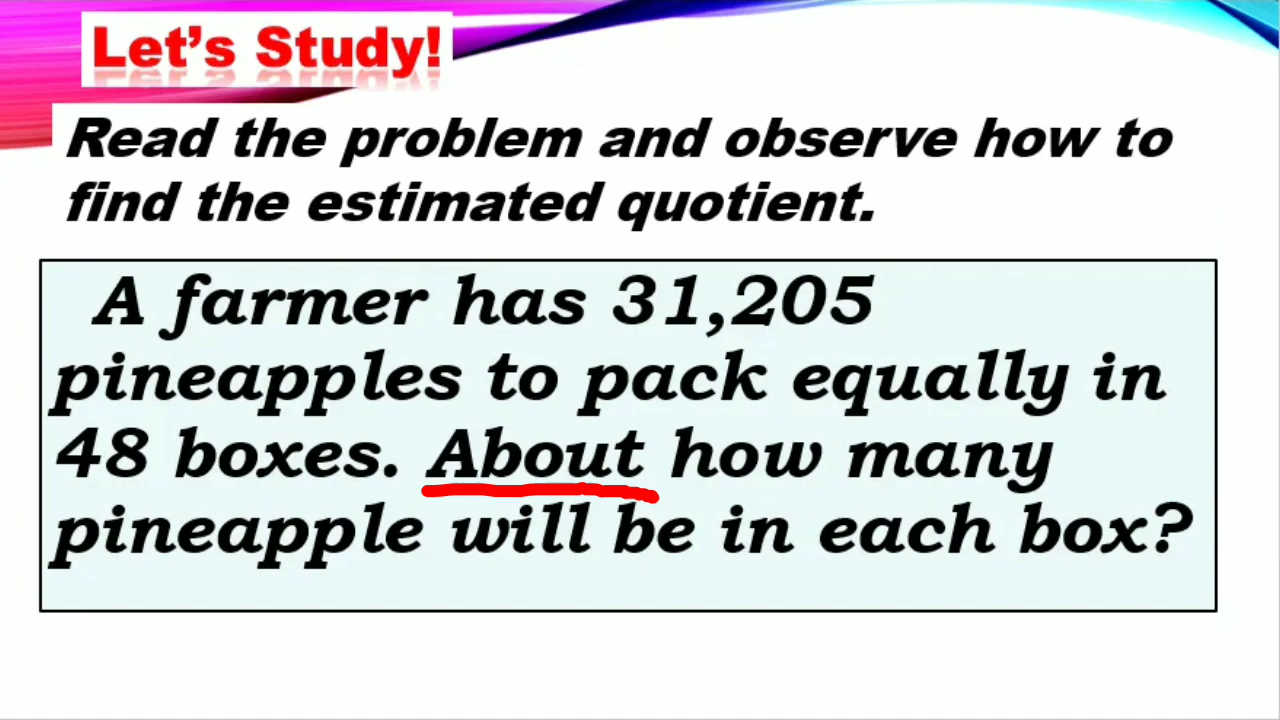 Let's Study!
Read the problem and observe how to
find the estimated quotient.
A farmer has 31,205
pineapples to pack equally in
48 boxes. About how many
pineapple will be in each box?